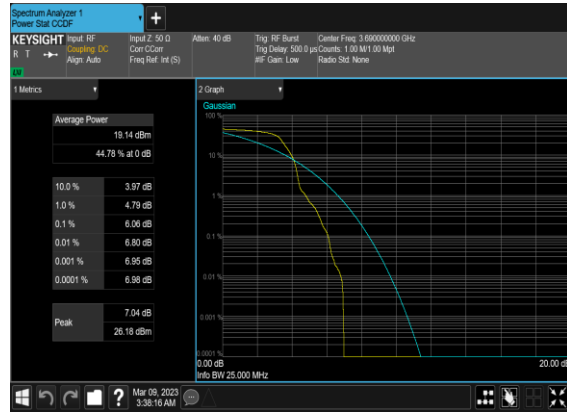 Spectrum Analyzer 1
Power Stat CCDF
KEYSIGHT
R T
LXI
Input: RF
Coupling: DC
Align: Auto
Input Z: 50 Ω
Corr CCorr
Freq Ref: Int (S)
Atten: 40 dB
Trig: RF Burst
Trig Delay: 500.0 µs
#IF Gain: Low
Center Freq: 3.690000000 GHz
Counts: 1.00 M/1.00 Mpt
Radio Std: None
1 Metrics
Average Power
19.14 dBm
44.78 % at 0 dB
10.0 % 3.97 dB
1.0 % 4.79 dB
0.1 % 6.06 dB
0.01 % 6.80 dB
0.001 % 6.95 dB
0.0001 % 6.98 dB
Peak
7.04 dB
26.18 dBm
2 Graph
Gaussian
100 %
10 %
1 %
0.1 %
0.01 %
0.001 %
0.0001 %
0.00 dB
20.00 dB
Info BW 25.000 MHz
Mar 09, 2023
3:38:16 AM